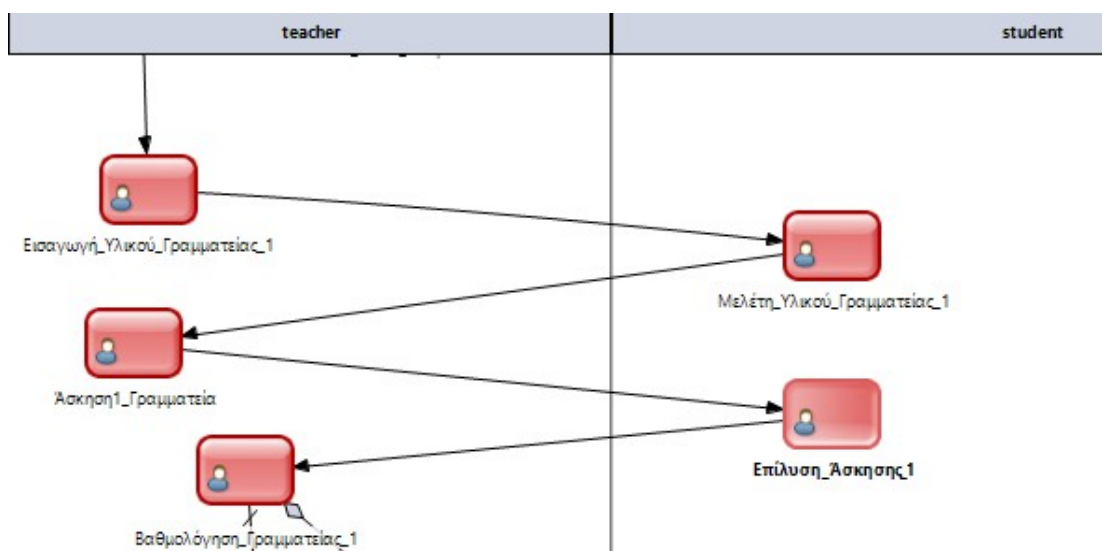 teacher
student
Εισαγωγή_Υλικού_Γραμματείας_1
Μελέτη_Υλικού_Γραμματείας_1
Άσκηση1_Γραμματεία
Επίλυση_Άσκησης_1
Βαθμολόγηση_Γραμματείας_1